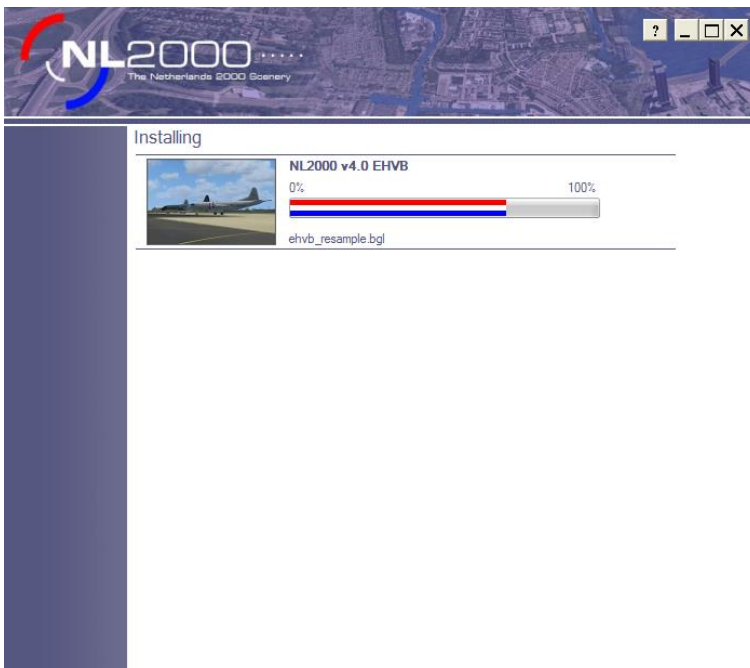 NL2000.....
The Netherlands 2000 Scenery
?
Installing
NL2000 v4.0 EHVB
0% 100%
ehvb_resample.bgl